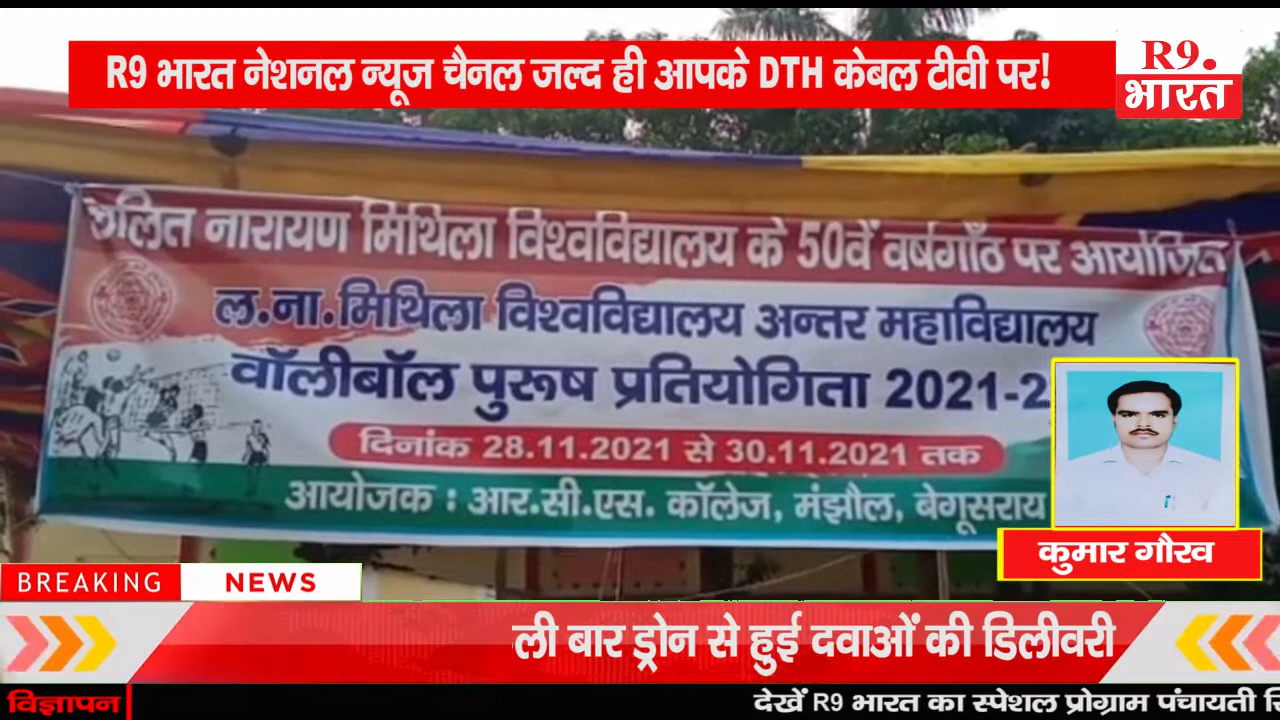 R9 भारत नेशनल न्यूज चैनल जल्द ही आपके DTH केबल टीवी पर!
R9.
भारत
ललित नारायण मिथिला विश्वविद्यालय के 50वें वर्षगाँठ पर आयोजित
ल.ना.मिथिला विश्वविद्यालय अन्तर महाविद्यालय
वॉलीबॉल पुरूष प्रतियोगिता 2021-2
दिनांक 28.11.2021 से 30.11.2021 तक
आयोजक : आर.सी.एस. कॉलेज, मंझौल, बेगूसराय
कुमार गौरव
BREAKING NEWS
ली बार ड्रोन से हुई दवाओं की डिलीवरी
विज्ञापन
देखें R9 भारत का स्पेशल प्रोग्राम पंचायती